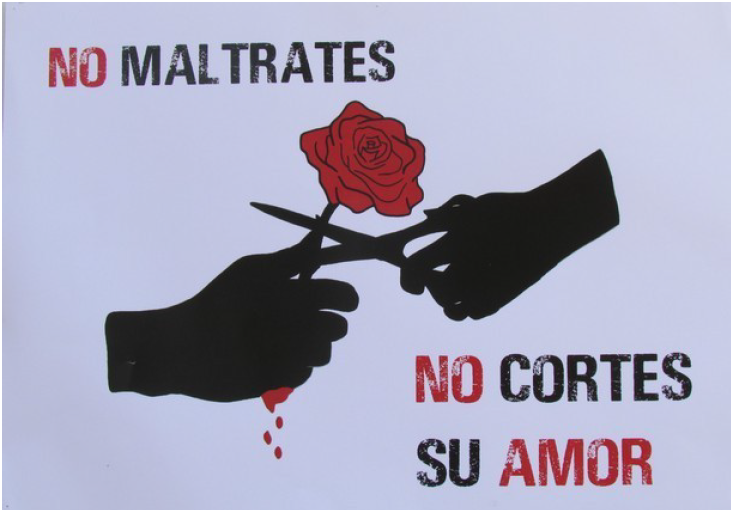 NO MALTRATES
NO CORTES
SU AMOR